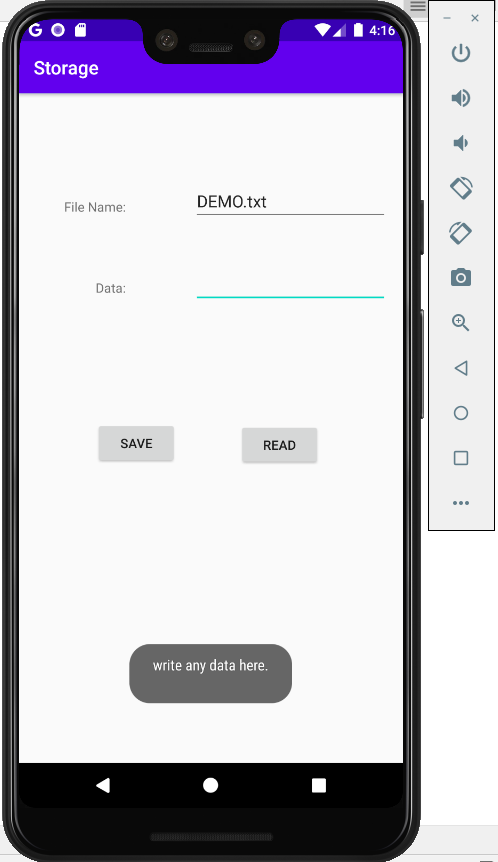 G 4:16
Storage
File Name: DEMO.txt
Data:
SAVE READ
write any data here.